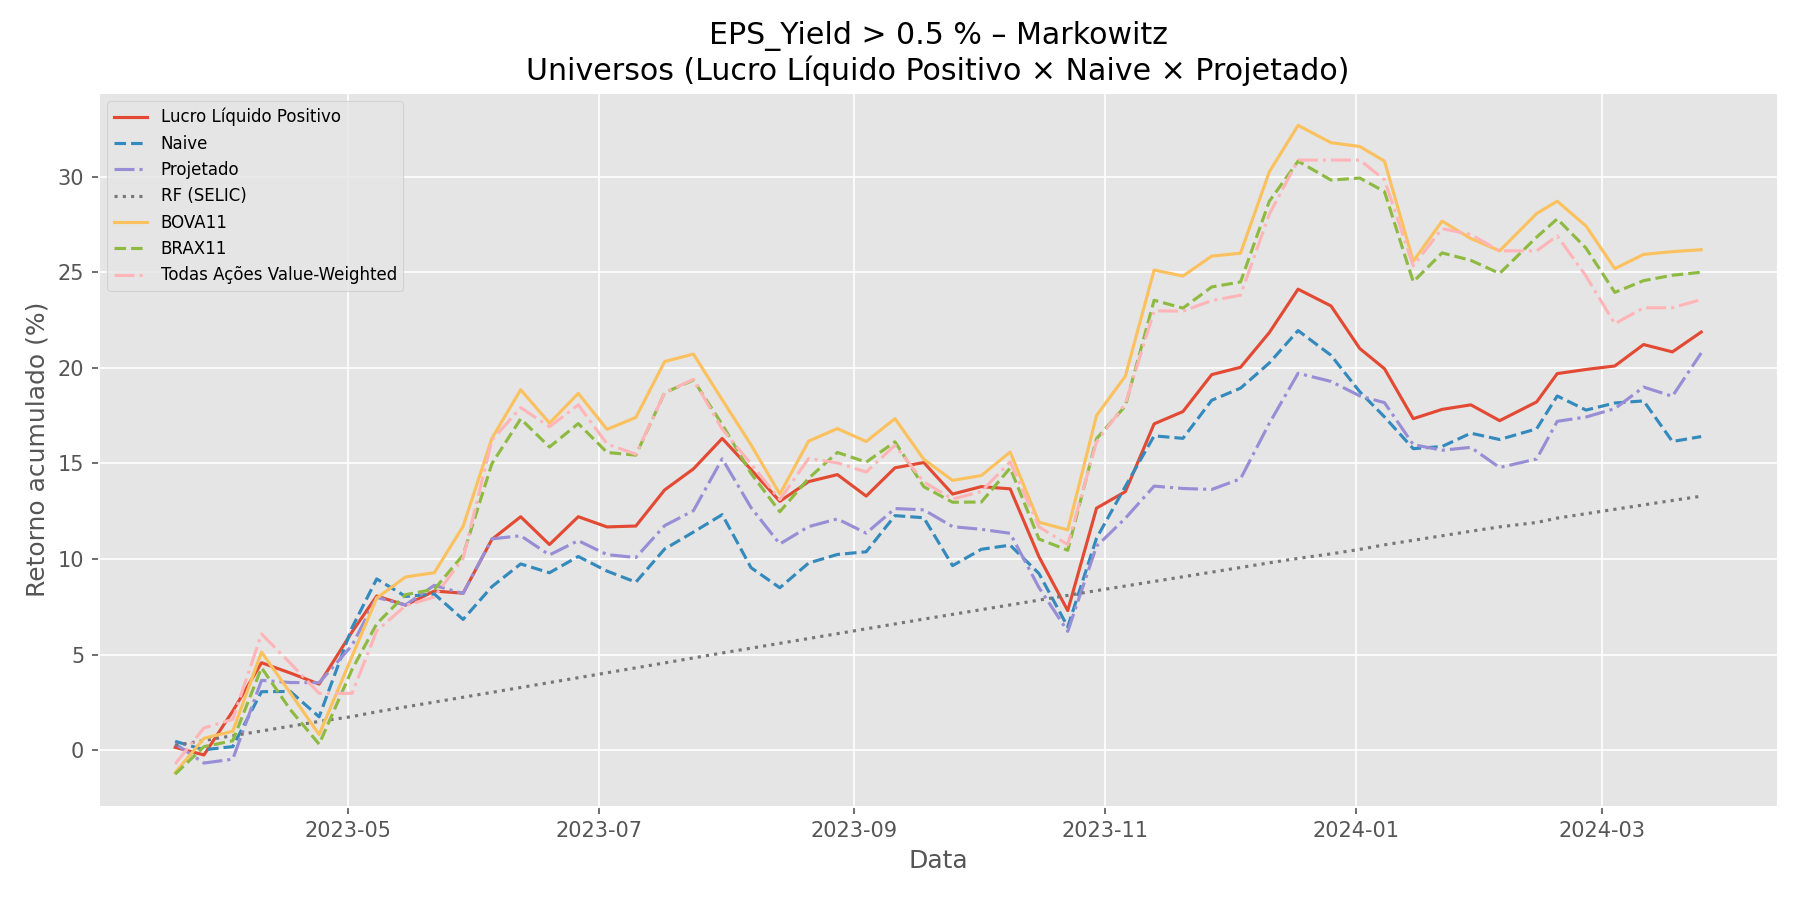 EPS_Yield > 0.5 % – Markowitz
Universos (Lucro Líquido Positivo × Naive × Projetado)
Lucro Líquido Positivo
Naive
Projetado
RF (SELIC)
BOVA11
BRAX11
Todas Ações Value-Weighted
Retorno acumulado (%)
30
25
20
15
10
5
0
2023-05
2023-07
2023-09
2023-11
2024-01
2024-03
Data